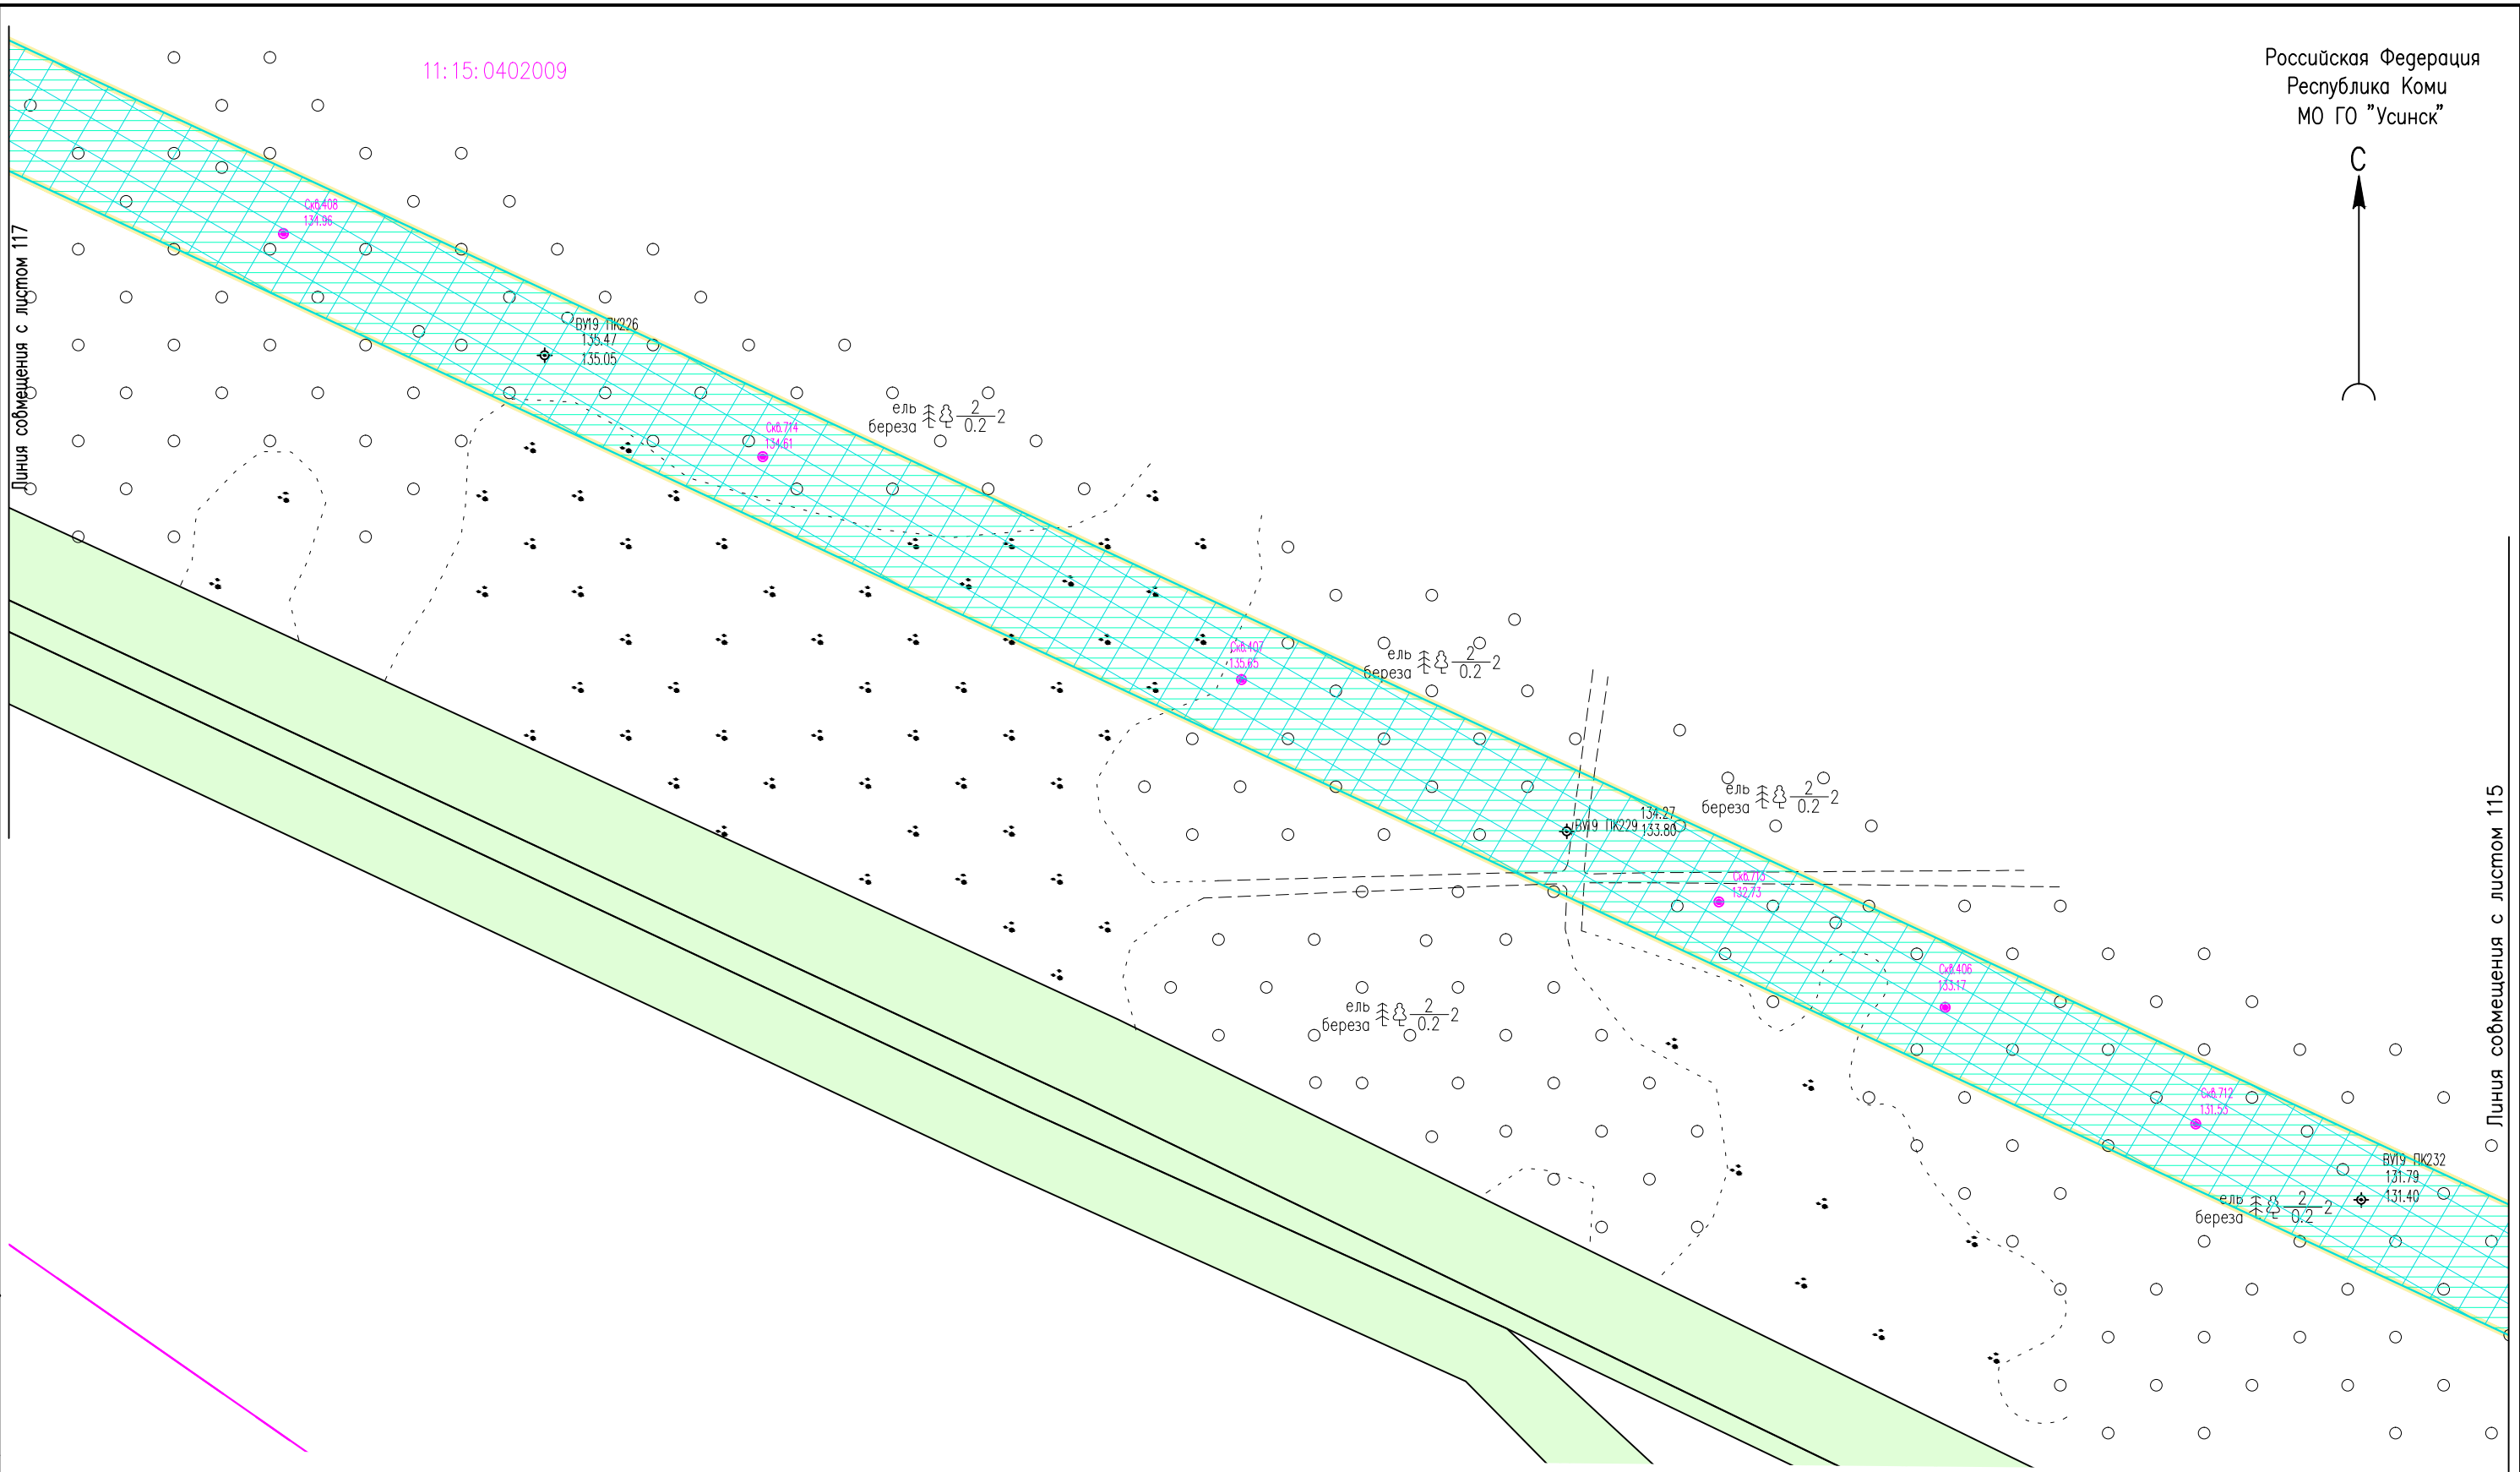 11:15:0402009
Российская Федерация
Республика Коми
МО ГО "Усинск"
С
Линия совмещения с листом 117
Скв.408
134.96
ВУ19 ПК226
135.47
135.05
ель 2 2
береза 0.2
Скв.714
134.61
Скв.407
135.65
ель 2 2
береза 0.2
ель 2 2
береза 0.2
134.27
ВУ19 ПК229 133.80
Линия совмещения с листом 115
Скв.713
132.73
Скв.406
133.17
ель 2 2
береза 0.2
Скв.712
131.53
ВУ19 ПК232
131.79
131.40
ель 2 2
береза 0.2